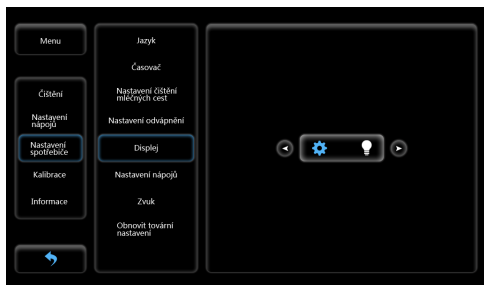 Menu
Čištění
Nastavení
nápojů
Nastavení
spotřebiče
Kalibrace
Informace
Jazyk
Časovač
Nastavení čištění
mléčných cest
Nastavení odvápnění
Displej
Nastavení nápojů
Zvuk
Obnovit tovární
nastavení